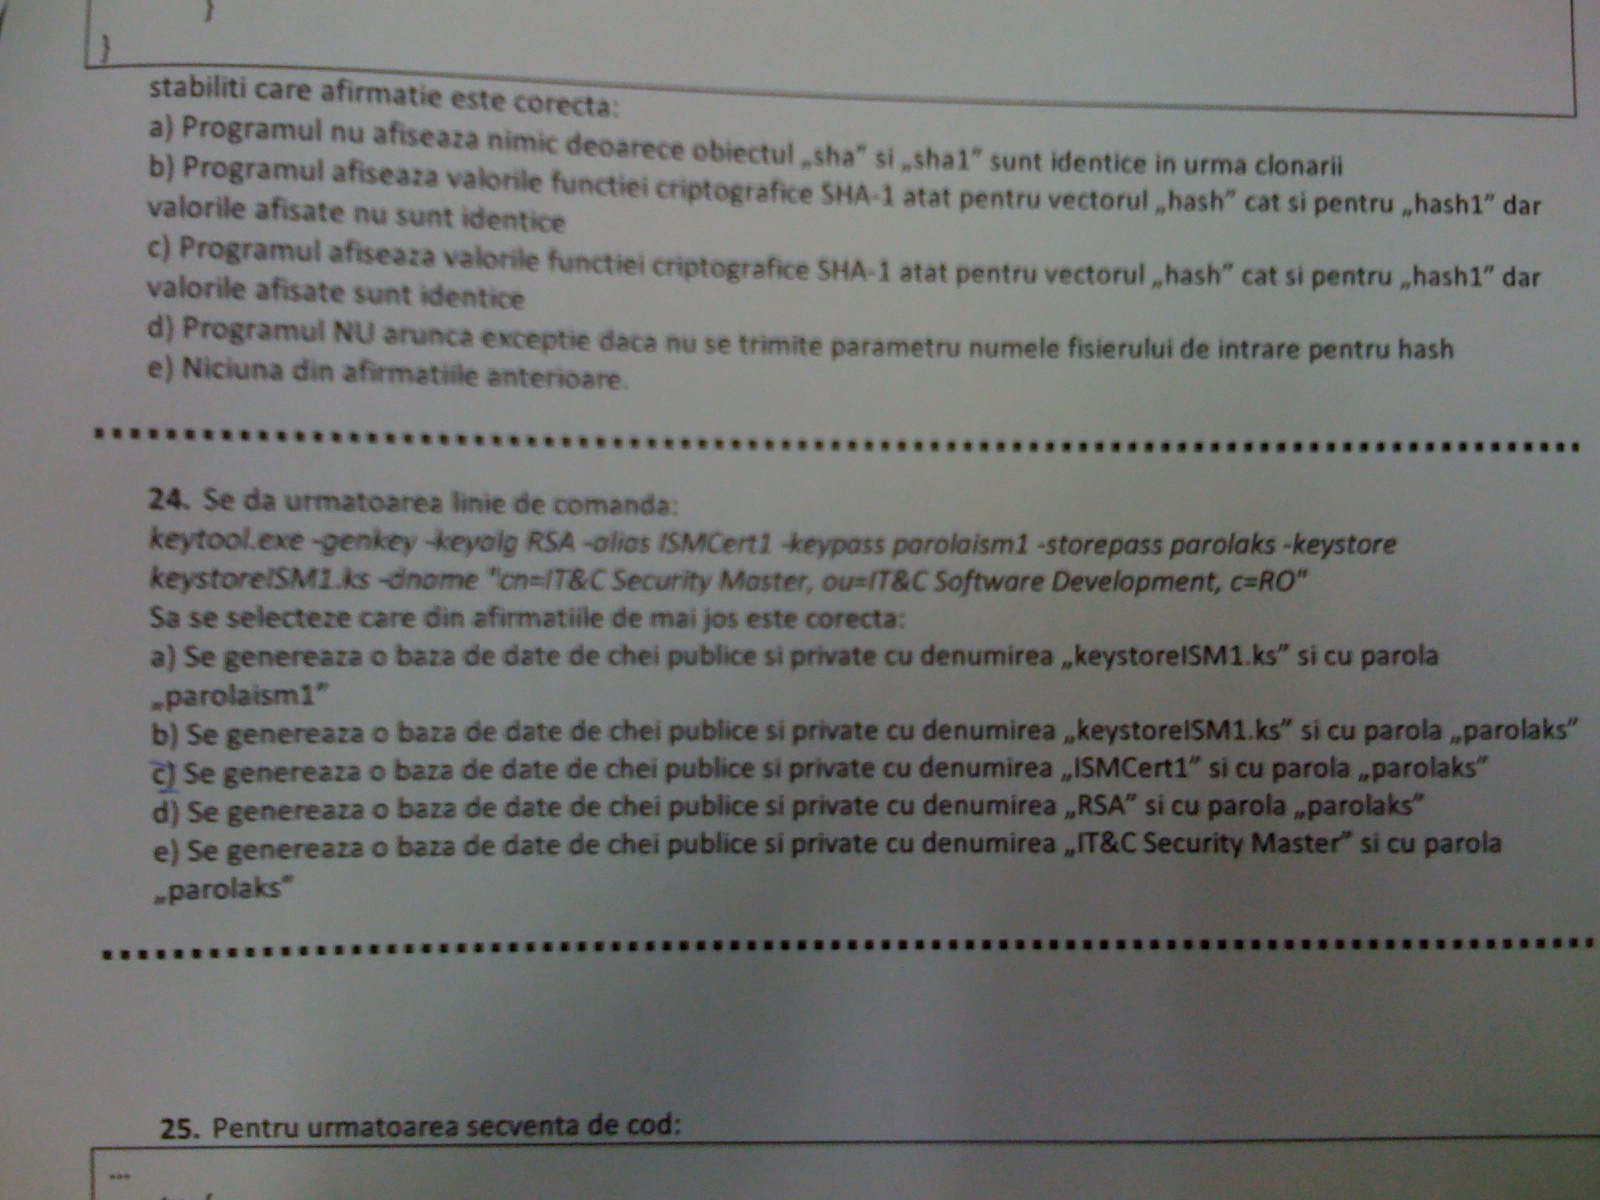 }
}
stabiliti care afirmatie este corecta:
a) Programul nu afiseaza nimic deoarece obiectul „sha” si „sha1” sunt identice in urma clonarii
b) Programul afiseaza valorile functiei criptografice SHA-1 atat pentru vectorul „hash” cat si pentru „hash1” dar
valorile afisate nu sunt identice
c) Programul afiseaza valorile functiei criptografice SHA-1 atat pentru vectorul „hash” cat si pentru „hash1” dar
valorile afisate sunt identice
d) Programul NU arunca exceptie daca nu se trimite parametru numele fisierului de intrare pentru hash
e) Niciuna din afirmatiile anterioare.
24. Se da urmatoarea linie de comanda:
keytool.exe -genkey -keyalg RSA -alias ISMCert1 -keypass parolaism1 -storepass parolaks -keystore
keystoreISM1.ks -dname "cn=IT&C Security Master, ou=IT&C Software Development, c=RO"
Sa se selecteze care din afirmatiile de mai jos este corecta:
a) Se genereaza o baza de date de chei publice si private cu denumirea „keystoreISM1.ks” si cu parola
„parolaism1”
b) Se genereaza o baza de date de chei publice si private cu denumirea „keystoreISM1.ks” si cu parola „parolaks”
c) Se genereaza o baza de date de chei publice si private cu denumirea „ISMCert1” si cu parola „parolaks”
d) Se genereaza o baza de date de chei publice si private cu denumirea „RSA” si cu parola „parolaks”
e) Se genereaza o baza de date de chei publice si private cu denumirea „IT&C Security Master” si cu parola
„parolaks”
25. Pentru urmatoarea secventa de cod:
...